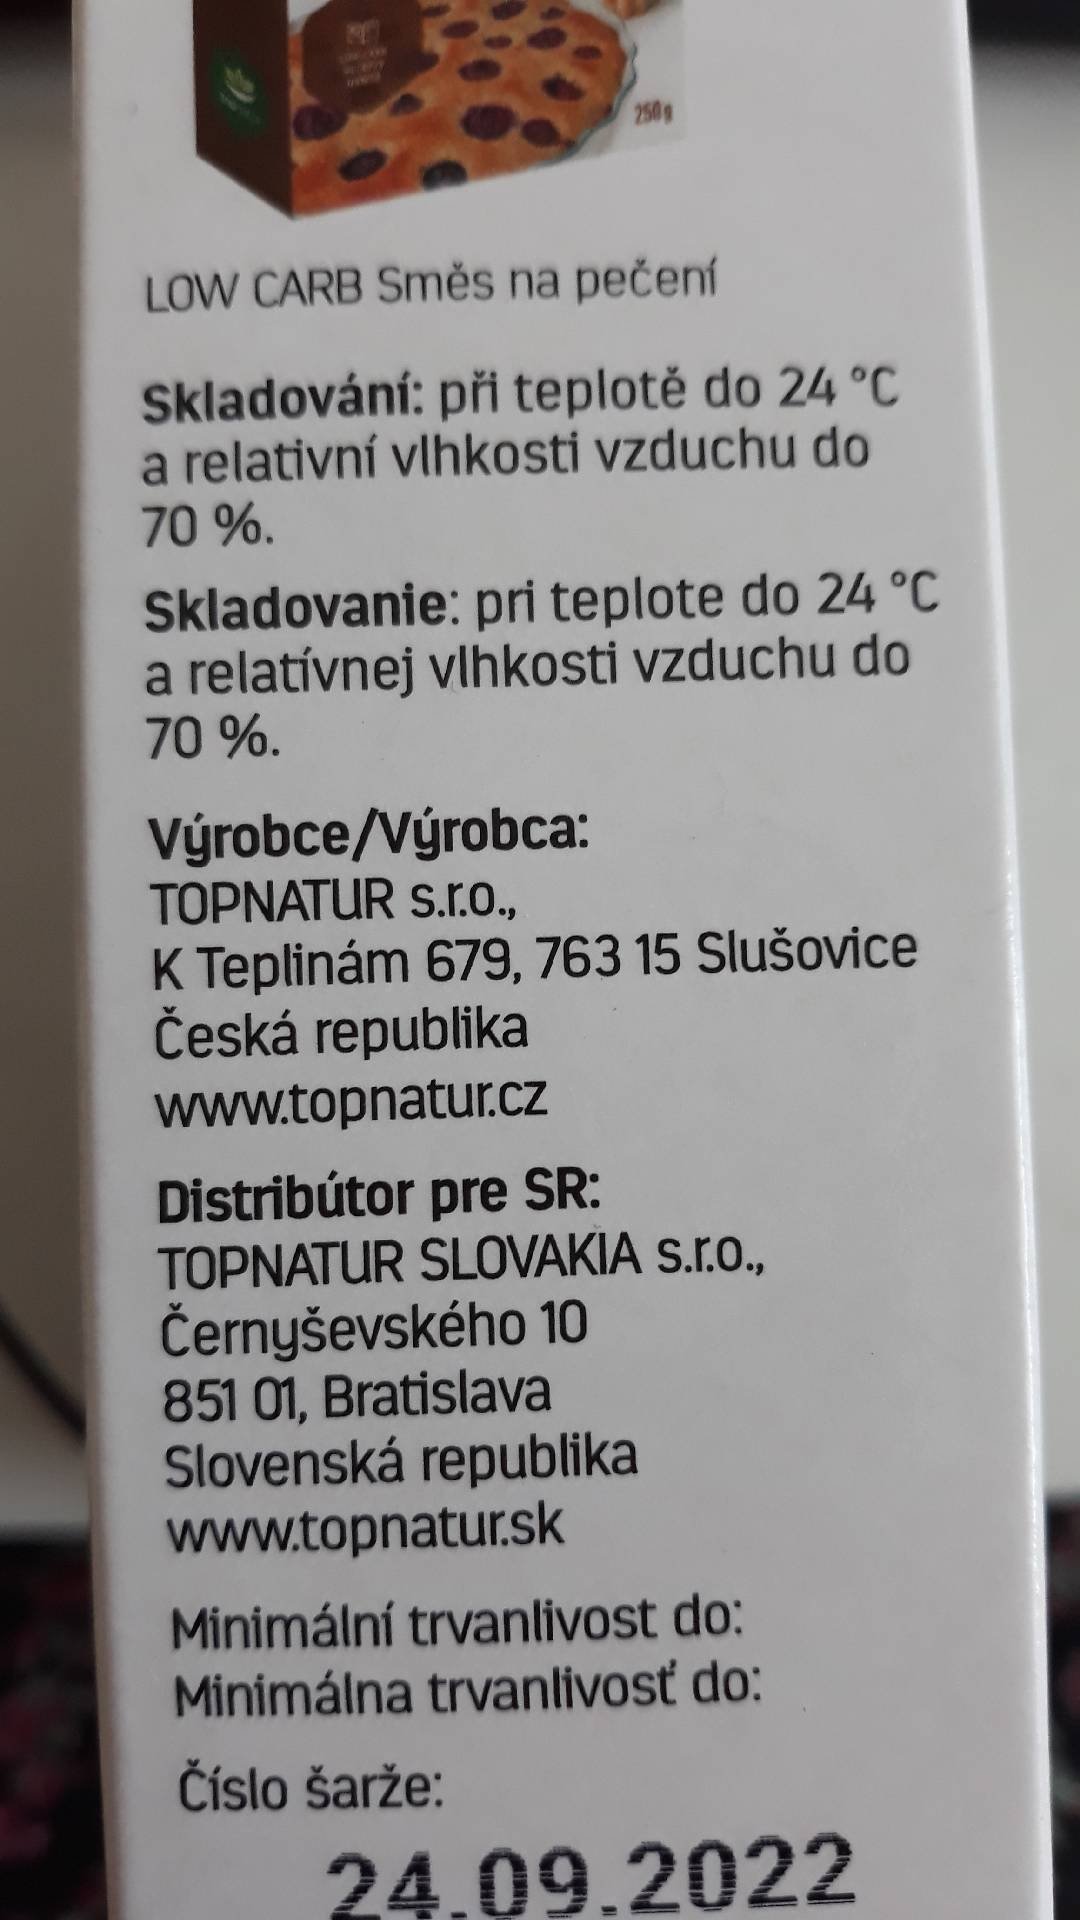 250g
LOW CARB Směs na pečení
Skladování: při teplotě do 24 °C
a relativní vlhkosti vzduchu do
70 %.
Skladovanie: pri teplote do 24 °C
a relatívnej vlhkosti vzduchu do
70 %.
Výrobce/Výrobca:
TOPNATUR s.r.o.,
K Teplinám 679, 763 15 Slušovice
Česká republika
www.topnatur.cz
Distribútor pre SR:
TOPNATUR SLOVAKIA s.r.o.,
Černyševského 10
851 01, Bratislava
Slovenská republika
www.topnatur.sk
Minimální trvanlivost do:
Minimálna trvanlivosť do:
Číslo šarže:
24.09.2022